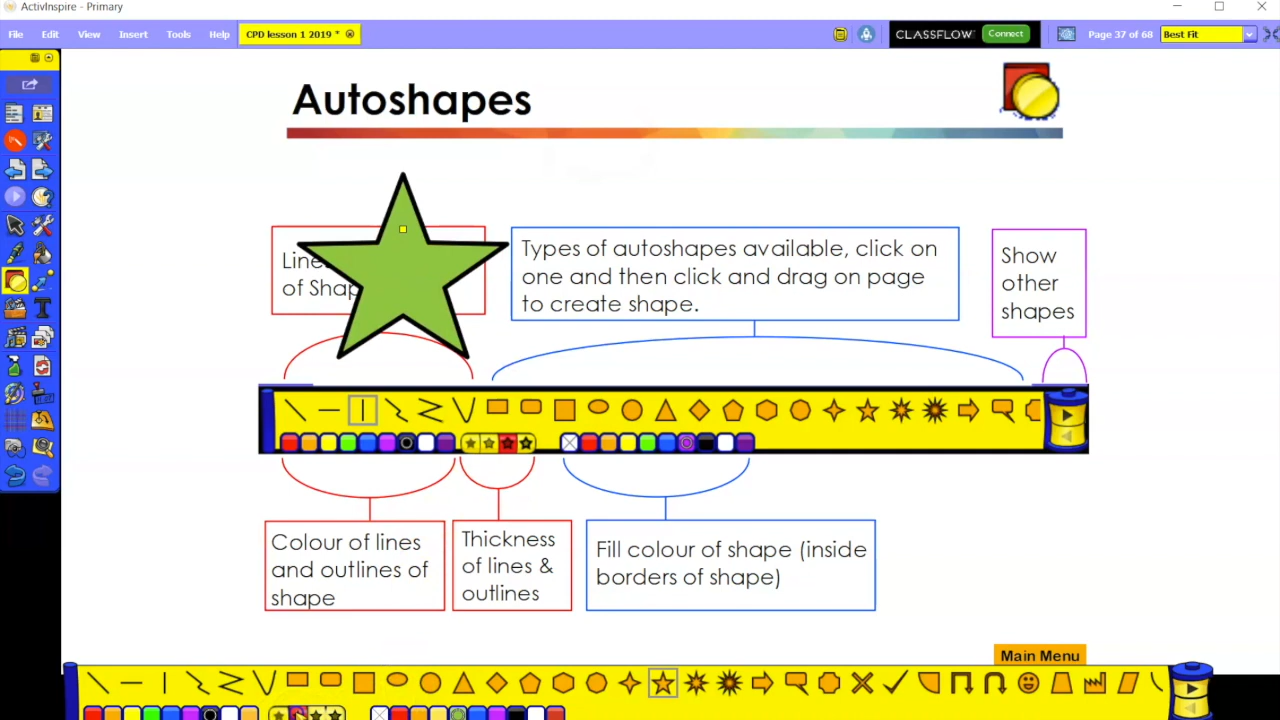 ActivInspire - Primary
File Edit View Insert Tools Help CPD lesson 1 2019 * CLASSFLOW Connect Page 37 of 68 Best Fit
Autoshapes
of Shap
Types of autoshapes available, click on
one and then click and drag on page
to create shape.
Show
other
shapes
Colour of lines
and outlines of
shape
Thickness
of lines &
outlines
Fill colour of shape (inside
borders of shape)
Main Menu